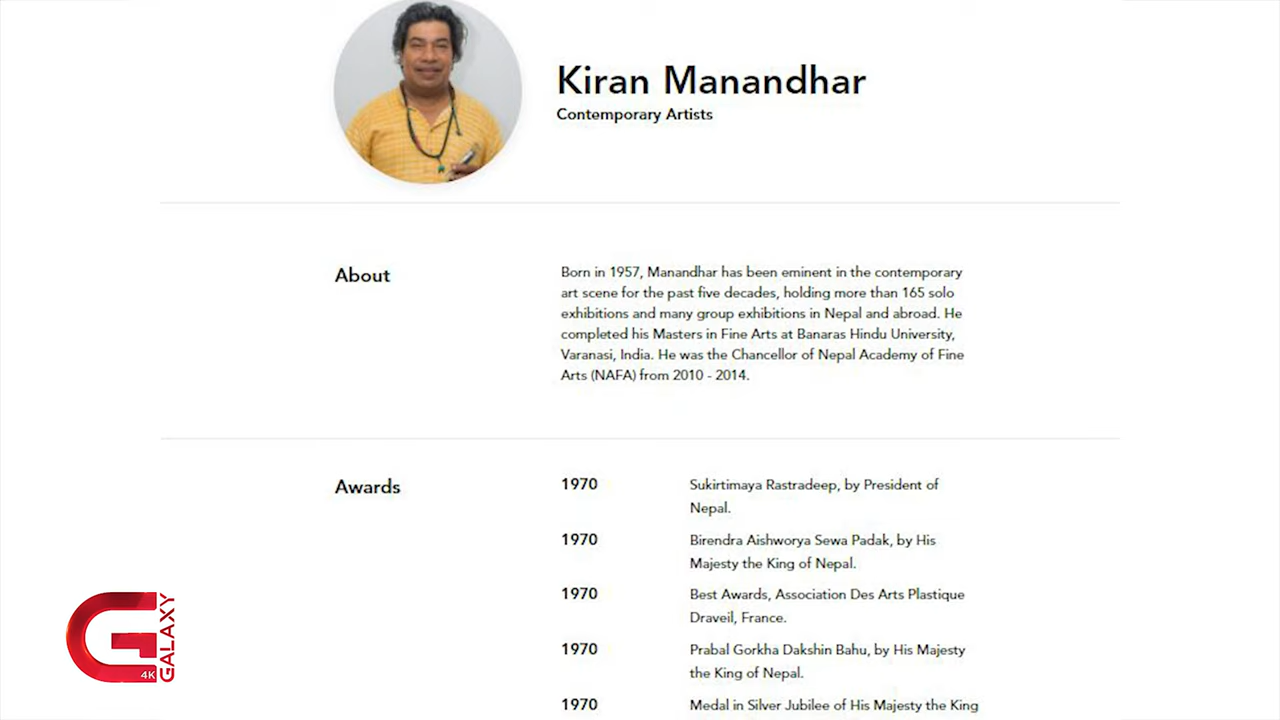 Kiran Manandhar
Contemporary Artists
About
Born in 1957, Manandhar has been eminent in the contemporary
art scene for the past five decades, holding more than 165 solo
exhibitions and many group exhibitions in Nepal and abroad. He
completed his Masters in Fine Arts at Banaras Hindu University,
Varanasi, India. He was the Chancellor of Nepal Academy of Fine
Arts (NAFA) from 2010 - 2014.
Awards
1970 Sukirtimaya Rastradeep, by President of
Nepal.
1970 Birendra Aishworya Sewa Padak, by His
Majesty the King of Nepal.
1970 Best Awards, Association Des Arts Plastique
Draveil, France.
1970 Prabal Gorkha Dakshin Bahu, by His Majesty
the King of Nepal.
1970 Medal in Silver Jubilee of His Majesty the King
G
4K
GALAXY